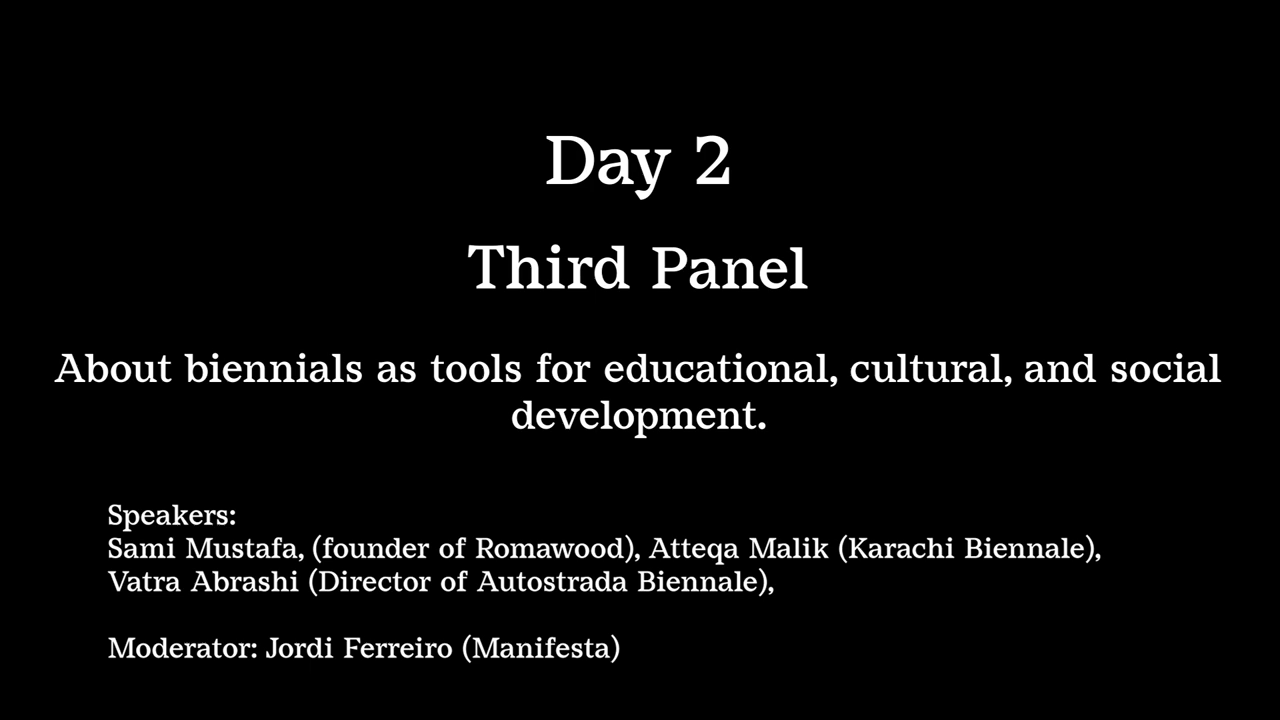 Day 2
Third Panel
About biennials as tools for educational, cultural, and social
development.
Speakers:
Sami Mustafa, (founder of Romawood), Atteqa Malik (Karachi Biennale),
Vatra Abrashi (Director of Autostrada Biennale),
Moderator: Jordi Ferreiro (Manifesta)